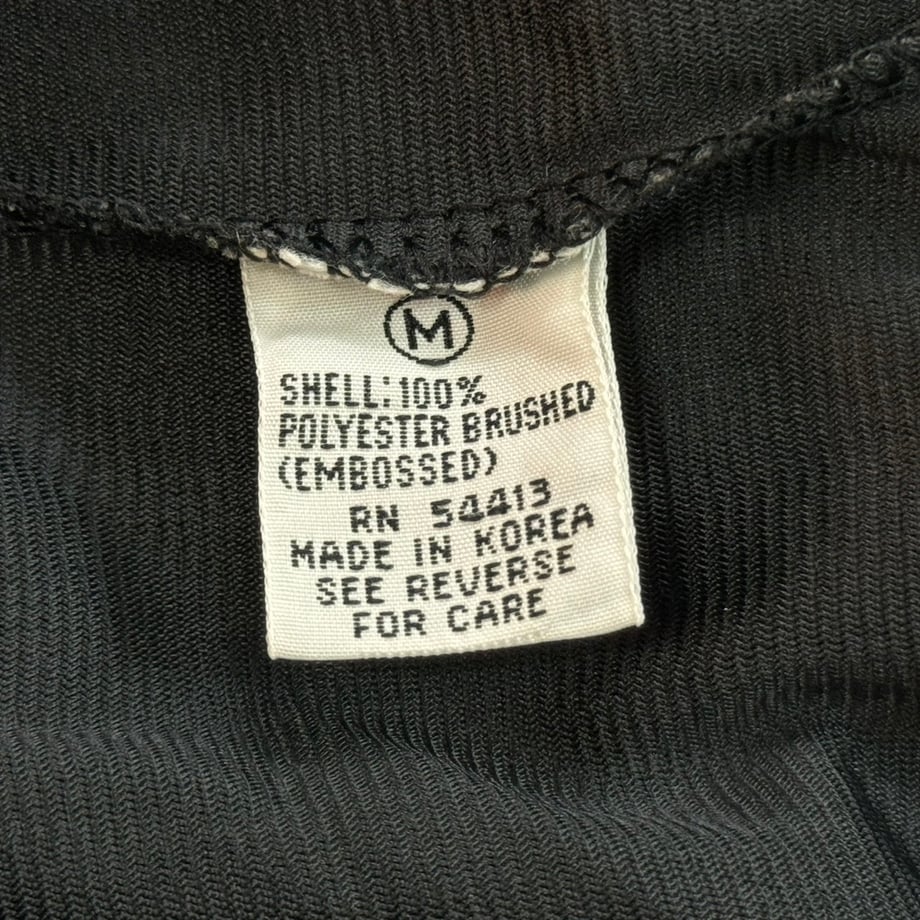 M
SHELL:100%
POLYESTER BRUSHED
(EMBOSSED)
RN 54413
MADE IN KOREA
SEE REVERSE
FOR CARE